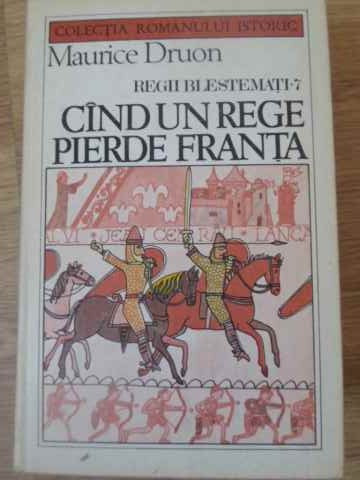 COLECȚIA ROMANULUI ISTORIC
Maurice Druon
REGII BLESTEMAȚI·7
CÎND UN REGE
PIERDE FRANȚA